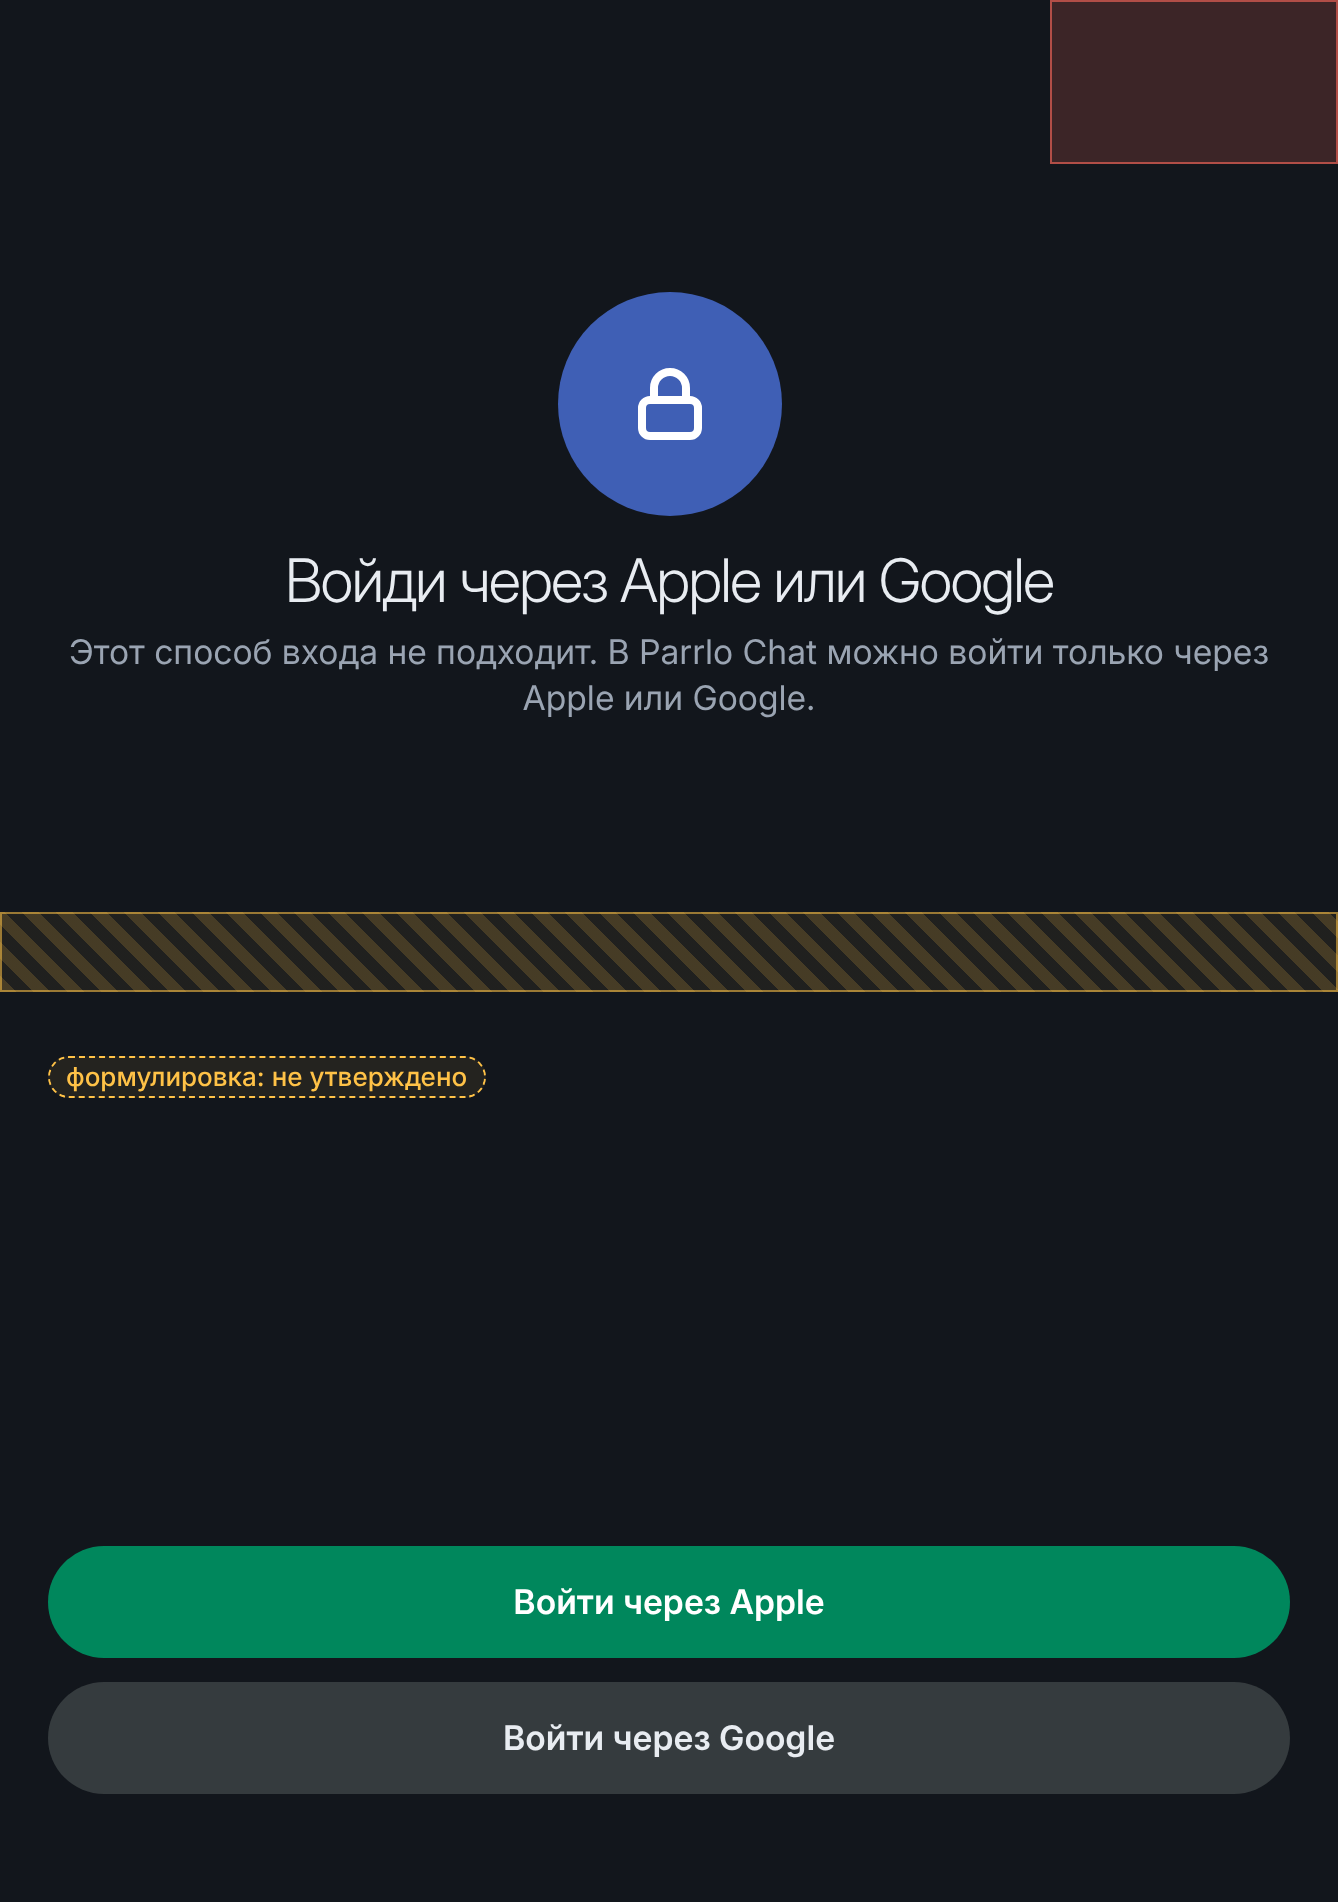 Войди через Apple или Google
Этот способ входа не подходит. В Parrlo Chat можно войти только через
Apple или Google.
формулировка: не утверждено
Войти через Apple
Войти через Google